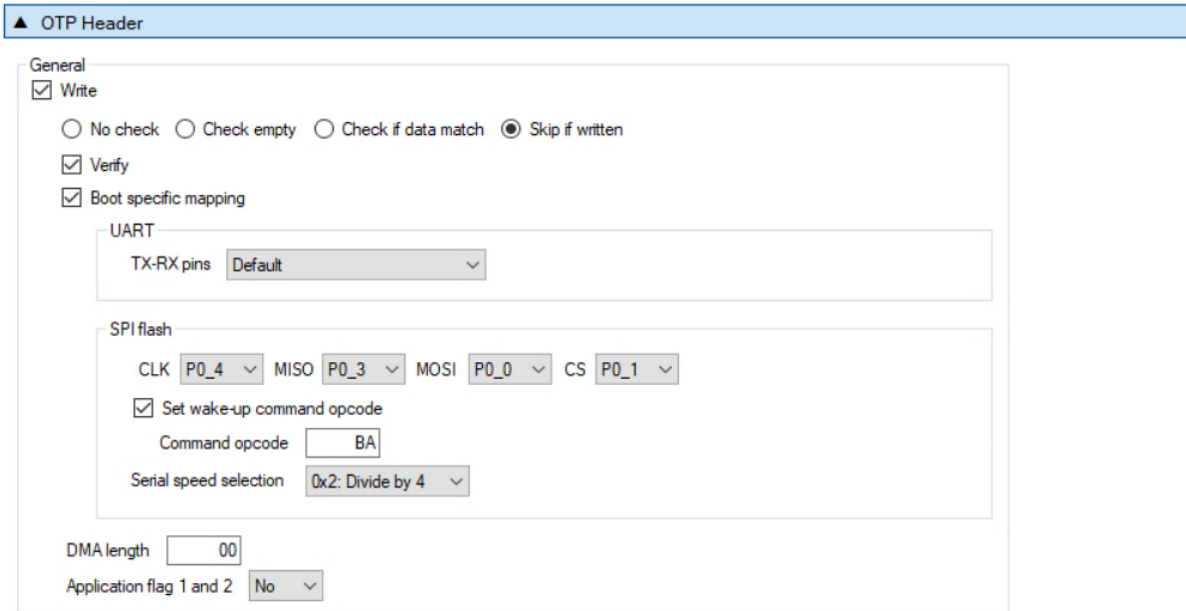 ▲ OTP Header
General
Write
No check Check empty Check if data match Skip if written
Verify
Boot specific mapping
UART
TX-RX pins Default
SPI flash
CLK P0_4 MISO P0_3 MOSI P0_0 CS P0_1
Set wake-up command opcode
Command opcode BA
Serial speed selection 0x2: Divide by 4
DMA length 00
Application flag 1 and 2 No